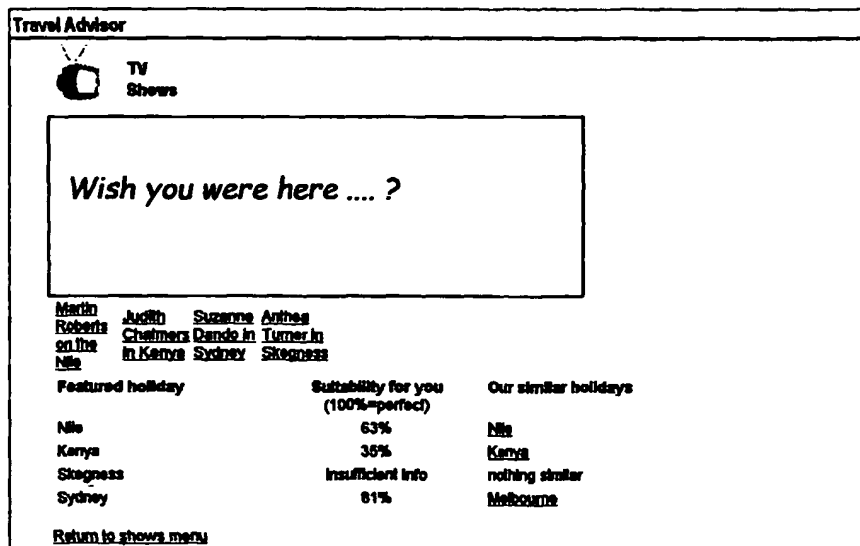 Travel Advisor
TV
Shows
Wish you were here .... ?
Martin
Roberts
on the
Nile
Judith
Chalmers
in Kenya
Suzanne
Dando in
Sydney
Anthea
Turner in
Skegness
Featured holiday Suitability for you Our similar holidays
(100%=perfect)
Nile 63% Nile
Kenya 35% Kenya
Skegness insufficient info nothing similar
Sydney 81% Melbourne
Return to shows menu